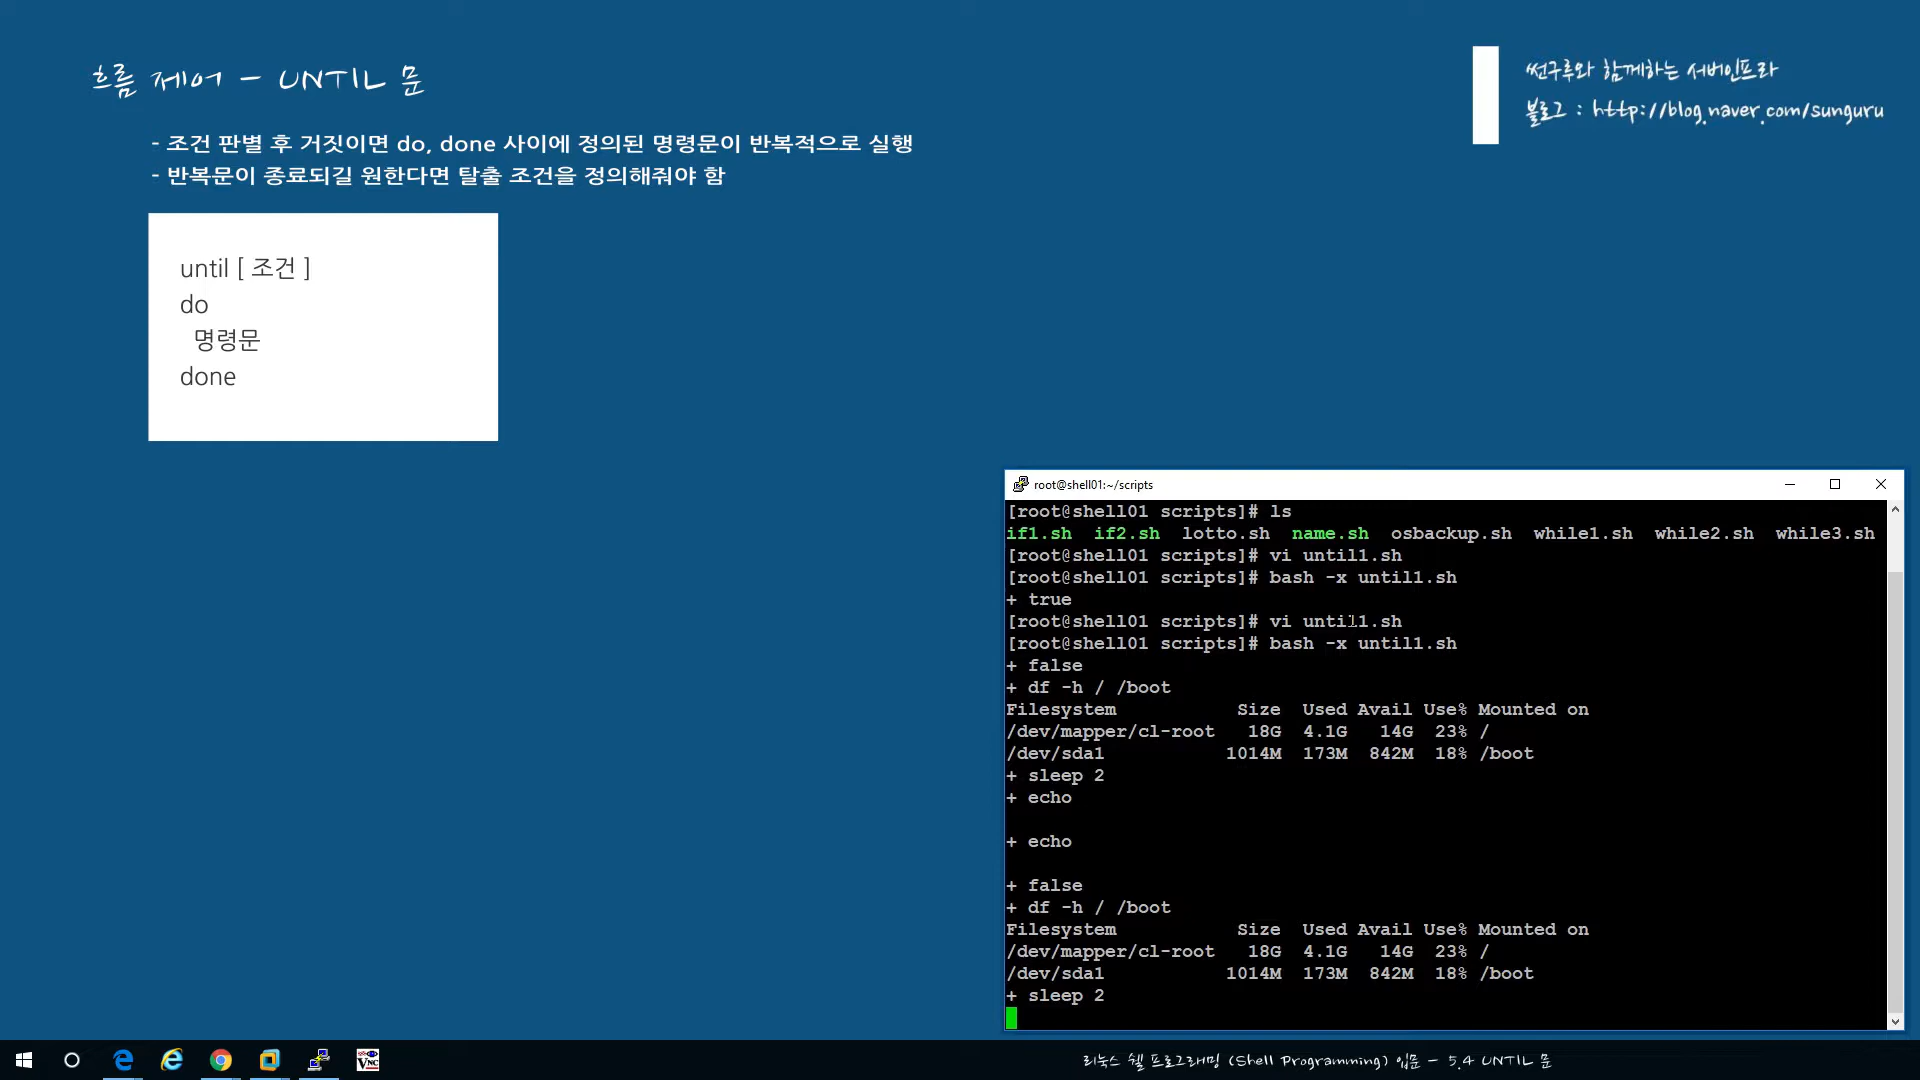 흐름 제어 - UNTIL 문
- 조건 판별 후 거짓이면 do, done 사이에 정의된 명령문이 반복적으로 실행
- 반복문이 종료되길 원한다면 탈출 조건을 정의해줘야 함
until [ 조건 ]
do
명령문
done
썬구루와 함께하는 서버인프라
블로그 : http://blog.naver.com/sunguru
root@shell01:~/scripts
[root@shell01 scripts]# ls
if1.sh  if2.sh  lotto.sh  name.sh  osbackup.sh  while1.sh  while2.sh  while3.sh
[root@shell01 scripts]# vi until1.sh
[root@shell01 scripts]# bash -x until1.sh
+ true
[root@shell01 scripts]# vi until1.sh
[root@shell01 scripts]# bash -x until1.sh
+ false
+ df -h / /boot
Filesystem           Size  Used Avail Use% Mounted on
/dev/mapper/cl-root   18G  4.1G   14G  23% /
/dev/sda1           1014M  173M  842M  18% /boot
+ sleep 2
+ echo
+ echo
+ false
+ df -h / /boot
Filesystem           Size  Used Avail Use% Mounted on
/dev/mapper/cl-root   18G  4.1G   14G  23% /
/dev/sda1           1014M  173M  842M  18% /boot
+ sleep 2
리눅스 쉘 프로그래밍 (Shell Programming) 입문 - 5.4 UNTIL 문